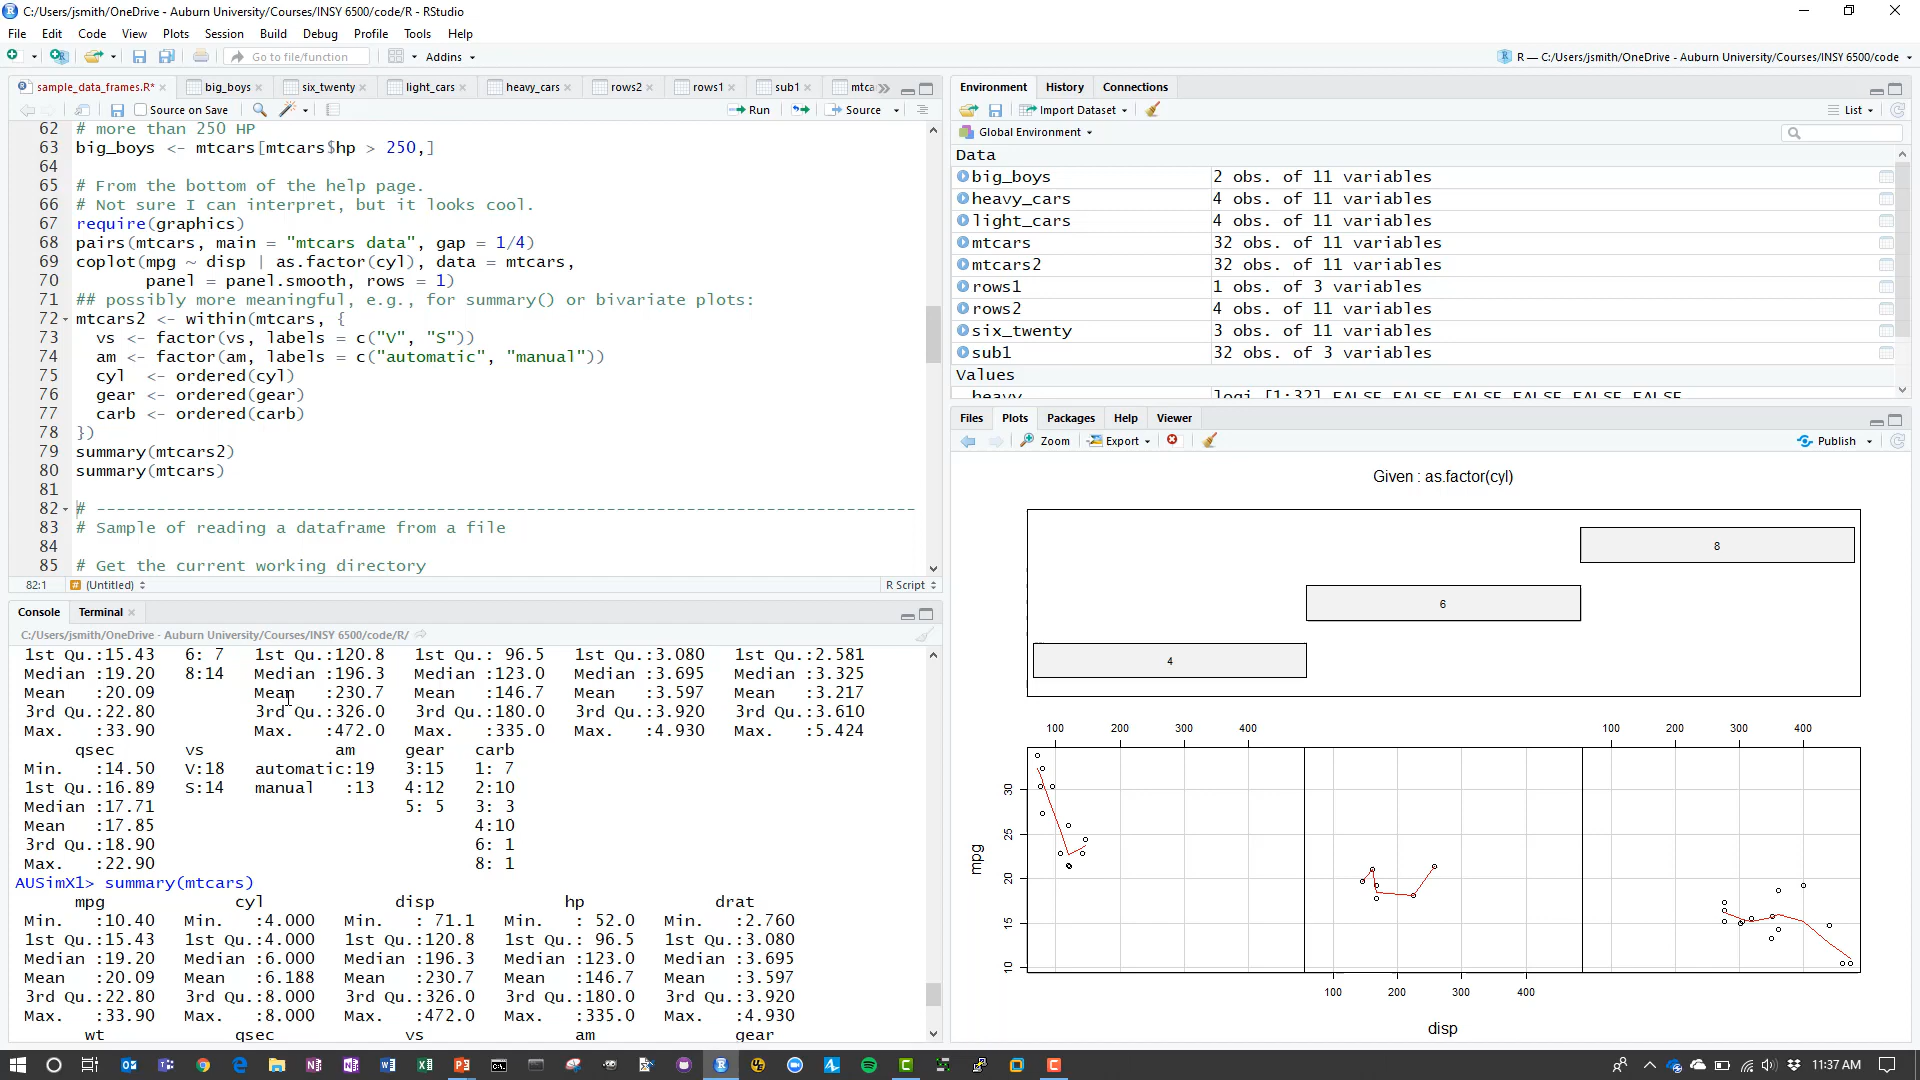 C:/Users/jsmith/OneDrive - Auburn University/Courses/INSY 6500/code/R - RStudio
File Edit Code View Plots Session Build Debug Profile Tools Help
Go to file/function Addins R — C:/Users/jsmith/OneDrive - Auburn University/Courses/INSY 6500/code
sample_data_frames.R* big_boys six_twenty light_cars heavy_cars rows2 rows1 sub1 mtca
Source on Save Run Source
62 # more than 250 HP
63 big_boys <- mtcars[mtcars$hp > 250,]
64
65 # From the bottom of the help page.
66 # Not sure I can interpret, but it looks cool.
67 require(graphics)
68 pairs(mtcars, main = "mtcars data", gap = 1/4)
69 coplot(mpg ~ disp | as.factor(cyl), data = mtcars,
70 panel = panel.smooth, rows = 1)
71 ## possibly more meaningful, e.g., for summary() or bivariate plots:
72 mtcars2 <- within(mtcars, {
73 vs <- factor(vs, labels = c("V", "S"))
74 am <- factor(am, labels = c("automatic", "manual"))
75 cyl <- ordered(cyl)
76 gear <- ordered(gear)
77 carb <- ordered(carb)
78 })
79 summary(mtcars2)
80 summary(mtcars)
81
82 # ----------------------------------------------------------------------------------
83 # Sample of reading a dataframe from a file
84
85 # Get the current working directory
82:1 # (Untitled) R Script
Console Terminal
C:/Users/jsmith/OneDrive - Auburn University/Courses/INSY 6500/code/R/
1st Qu.:15.43 6: 7 1st Qu.:120.8 1st Qu.: 96.5 1st Qu.:3.080 1st Qu.:2.581
Median :19.20 8:14 Median :196.3 Median :123.0 Median :3.695 Median :3.325
Mean :20.09 Mean :230.7 Mean :146.7 Mean :3.597 Mean :3.217
3rd Qu.:22.80 3rd Qu.:326.0 3rd Qu.:180.0 3rd Qu.:3.920 3rd Qu.:3.610
Max. :33.90 Max. :472.0 Max. :335.0 Max. :4.930 Max. :5.424
qsec vs am gear carb
Min. :14.50 V:18 automatic:19 3:15 1: 7
1st Qu.:16.89 S:14 manual :13 4:12 2:10
Median :17.71 5: 5 3: 3
Mean :17.85 4:10
3rd Qu.:18.90 6: 1
Max. :22.90 8: 1
AUSimX1> summary(mtcars)
mpg cyl disp hp drat
Min. :10.40 Min. :4.000 Min. : 71.1 Min. : 52.0 Min. :2.760
1st Qu.:15.43 1st Qu.:4.000 1st Qu.:120.8 1st Qu.: 96.5 1st Qu.:3.080
Median :19.20 Median :6.000 Median :196.3 Median :123.0 Median :3.695
Mean :20.09 Mean :6.188 Mean :230.7 Mean :146.7 Mean :3.597
3rd Qu.:22.80 3rd Qu.:8.000 3rd Qu.:326.0 3rd Qu.:180.0 3rd Qu.:3.920
Max. :33.90 Max. :8.000 Max. :472.0 Max. :335.0 Max. :4.930
wt qsec vs am gear
Environment History Connections
Import Dataset List
Global Environment
Data
big_boys 2 obs. of 11 variables
heavy_cars 4 obs. of 11 variables
light_cars 4 obs. of 11 variables
mtcars 32 obs. of 11 variables
mtcars2 32 obs. of 11 variables
rows1 1 obs. of 3 variables
rows2 4 obs. of 11 variables
six_twenty 3 obs. of 11 variables
sub1 32 obs. of 3 variables
Values
heavy logi [1:32] FALSE FALSE FALSE FALSE FALSE FALSE
Files Plots Packages Help Viewer
Zoom Export Publish
Given : as.factor(cyl)
8
6
4
100 200 300 400 100 200 300 400
30
25
20
15
10
mpg
100 200 300 400
disp
11:37 AM